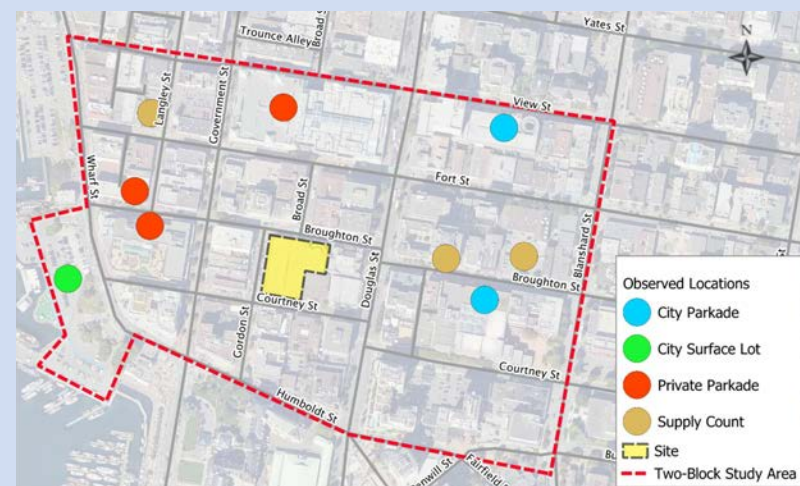 Yates St
N
Trounce Alley
Broad St
View St
Langley St
Government St
Fort St
Wharf St
Broad St
Broughton St
Blanshard St
Douglas St
Broughton St
Courtney St
Gordon St
Courtney St
Humboldt St
Fairfield
Observed Locations
City Parkade
City Surface Lot
Private Parkade
Supply Count
Site
Two-Block Study Area